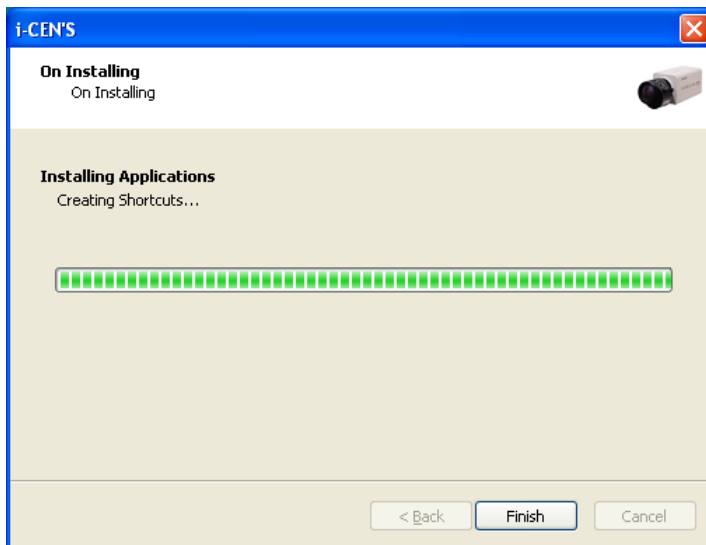 i-CEN'S
On Installing
On Installing
Installing Applications
Creating Shortcuts...
< Back
Finish
Cancel